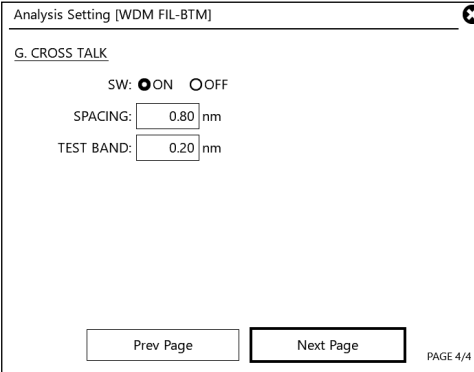 Analysis Setting [WDM FIL-BTM]
G. CROSS TALK
SW: ON OFF
SPACING: 0.80 nm
TEST BAND: 0.20 nm
Prev Page Next Page PAGE 4/4